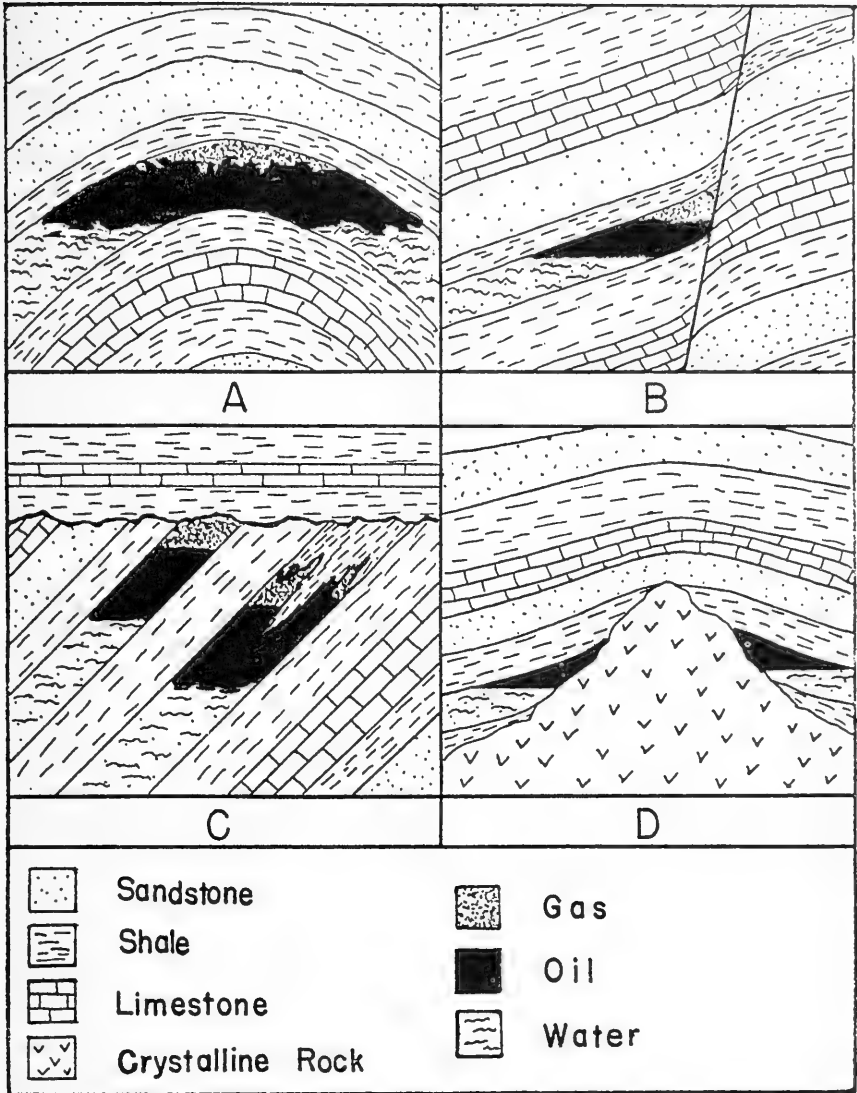 A
B
C
D
Sandstone
Shale
Limestone
Crystalline Rock
Gas
Oil
Water